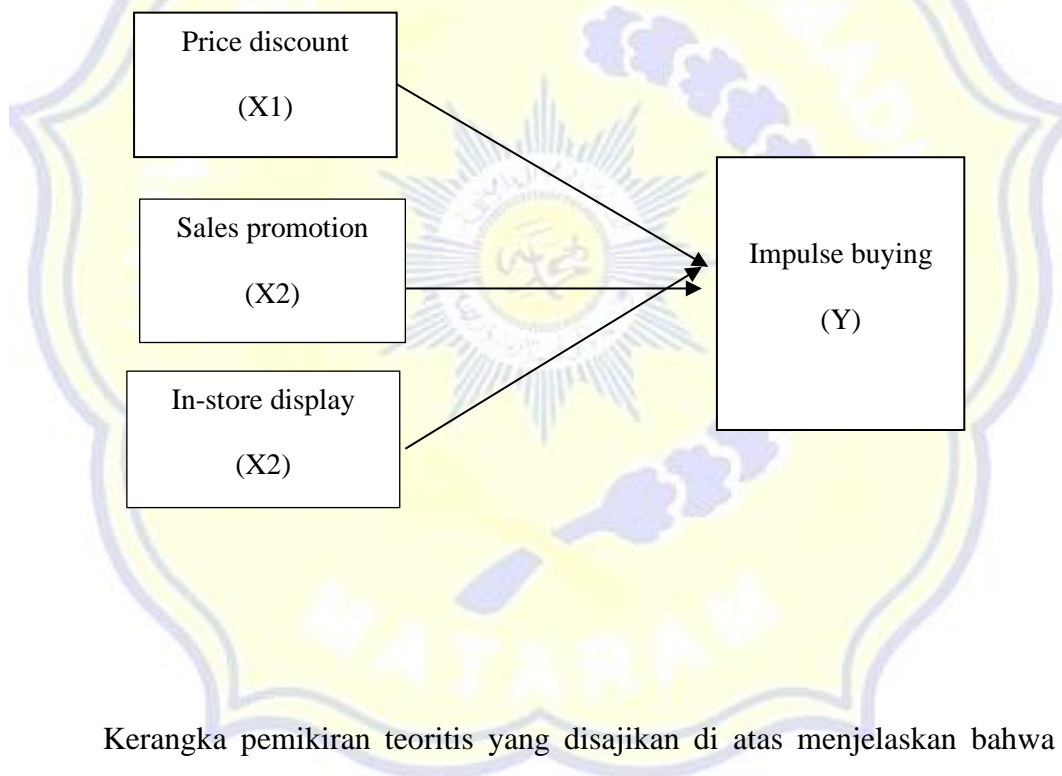 Price discount
(X1)
Sales promotion
(X2)
In-store display
(X2)
Impulse buying
(Y)
MATARAM
Kerangka pemikiran teoritis yang disajikan di atas menjelaskan bahwa